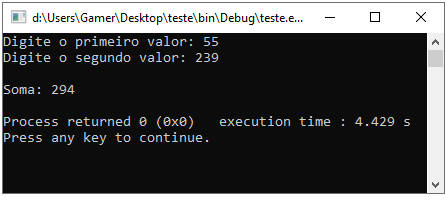 d:\Users\Gamer\Desktop\teste\bin\Debug\teste.e...
Digite o primeiro valor: 55
Digite o segundo valor: 239
Soma: 294
Process returned 0 (0x0)   execution time : 4.429 s
Press any key to continue.